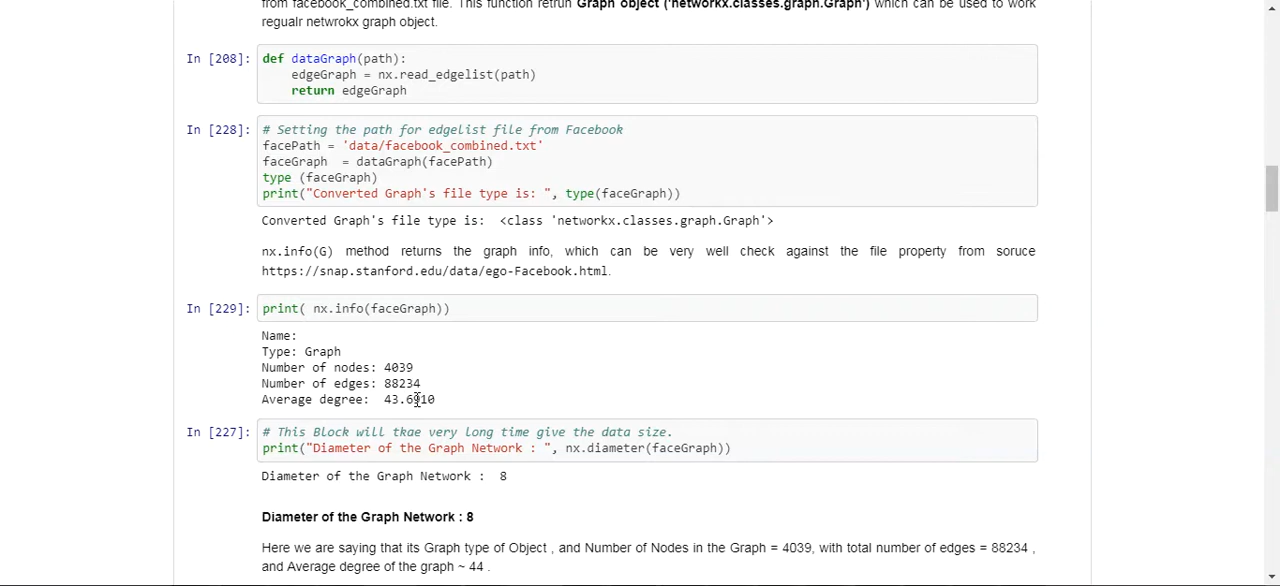 from facebook_combined.txt file. This function retrun Graph object ('networkx.classes.graph.Graph') which can be used to work
regualr netwrokx graph object.
In [208]: def dataGraph(path):
edgeGraph = nx.read_edgelist(path)
return edgeGraph
In [228]: # Setting the path for edgelist file from Facebook
facePath = 'data/facebook_combined.txt'
faceGraph  = dataGraph(facePath)
type (faceGraph)
print("Converted Graph's file type is: ", type(faceGraph))
Converted Graph's file type is:  <class 'networkx.classes.graph.Graph'>
nx.info(G) method returns the graph info, which can be very well check against the file property from soruce
https://snap.stanford.edu/data/ego-Facebook.html.
In [229]: print( nx.info(faceGraph))
Name:
Type: Graph
Number of nodes: 4039
Number of edges: 88234
Average degree:  43.6910
In [227]: # This Block will tkae very long time give the data size.
print("Diameter of the Graph Network : ", nx.diameter(faceGraph))
Diameter of the Graph Network :  8
Diameter of the Graph Network : 8
Here we are saying that its Graph type of Object , and Number of Nodes in the Graph = 4039, with total number of edges = 88234 ,
and Average degree of the graph ~ 44 .